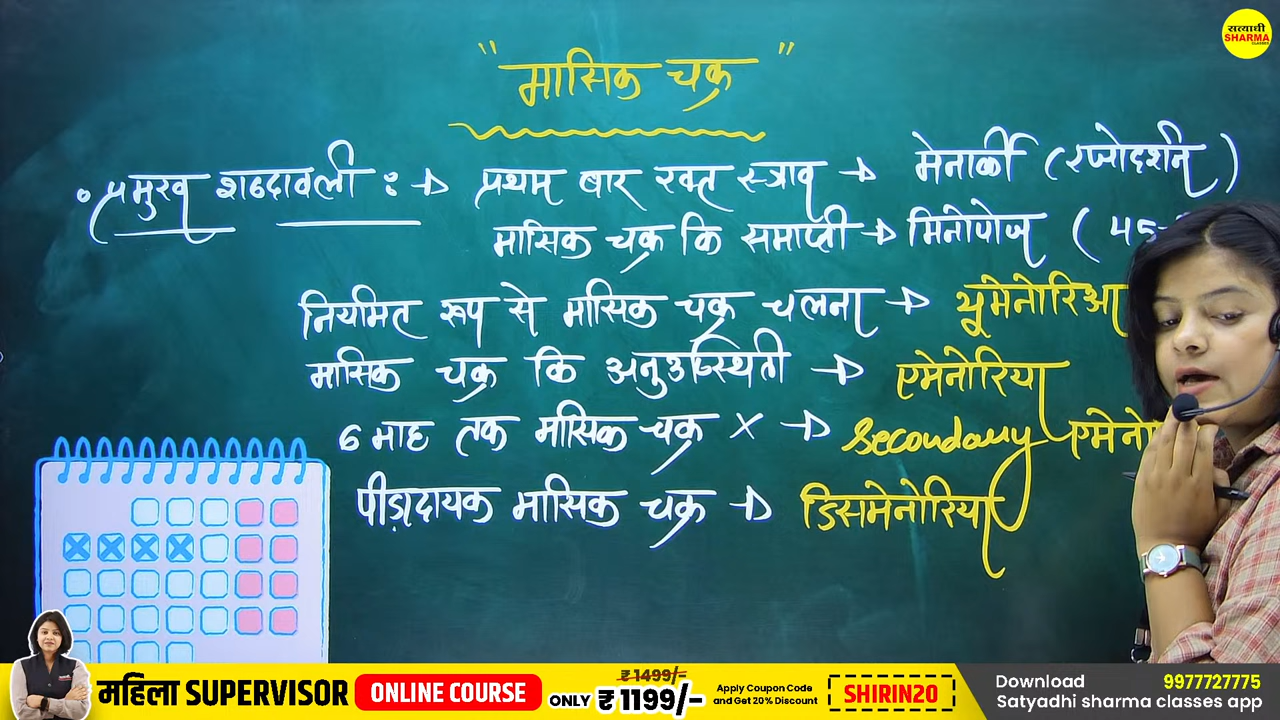 सत्याधी
SHARMA
CLASSES
" मासिक चक्र "
• प्रमुख शब्दावली :→ प्रथम बार रक्त स्त्राव → मेनार्की (रजोदर्शन)
मासिक चक्र कि समाप्ती → मिनोपोज (45-
नियमित रूप से मासिक चक्र चलना → यूमेनोरिआ
मासिक चक्र कि अनुउपस्थिती → एमेनोरिया
6 माह तक मासिक चक्र × → Secondary एमेनो
पीड़ादायक मासिक चक्र → डिसमेनोरिया
महिला SUPERVISOR ONLINE COURSE ₹1499/- ONLY ₹1199/- Apply Coupon Code and Get 20% Discount SHIRIN20
Download 9977727775
Satyadhi sharma classes app